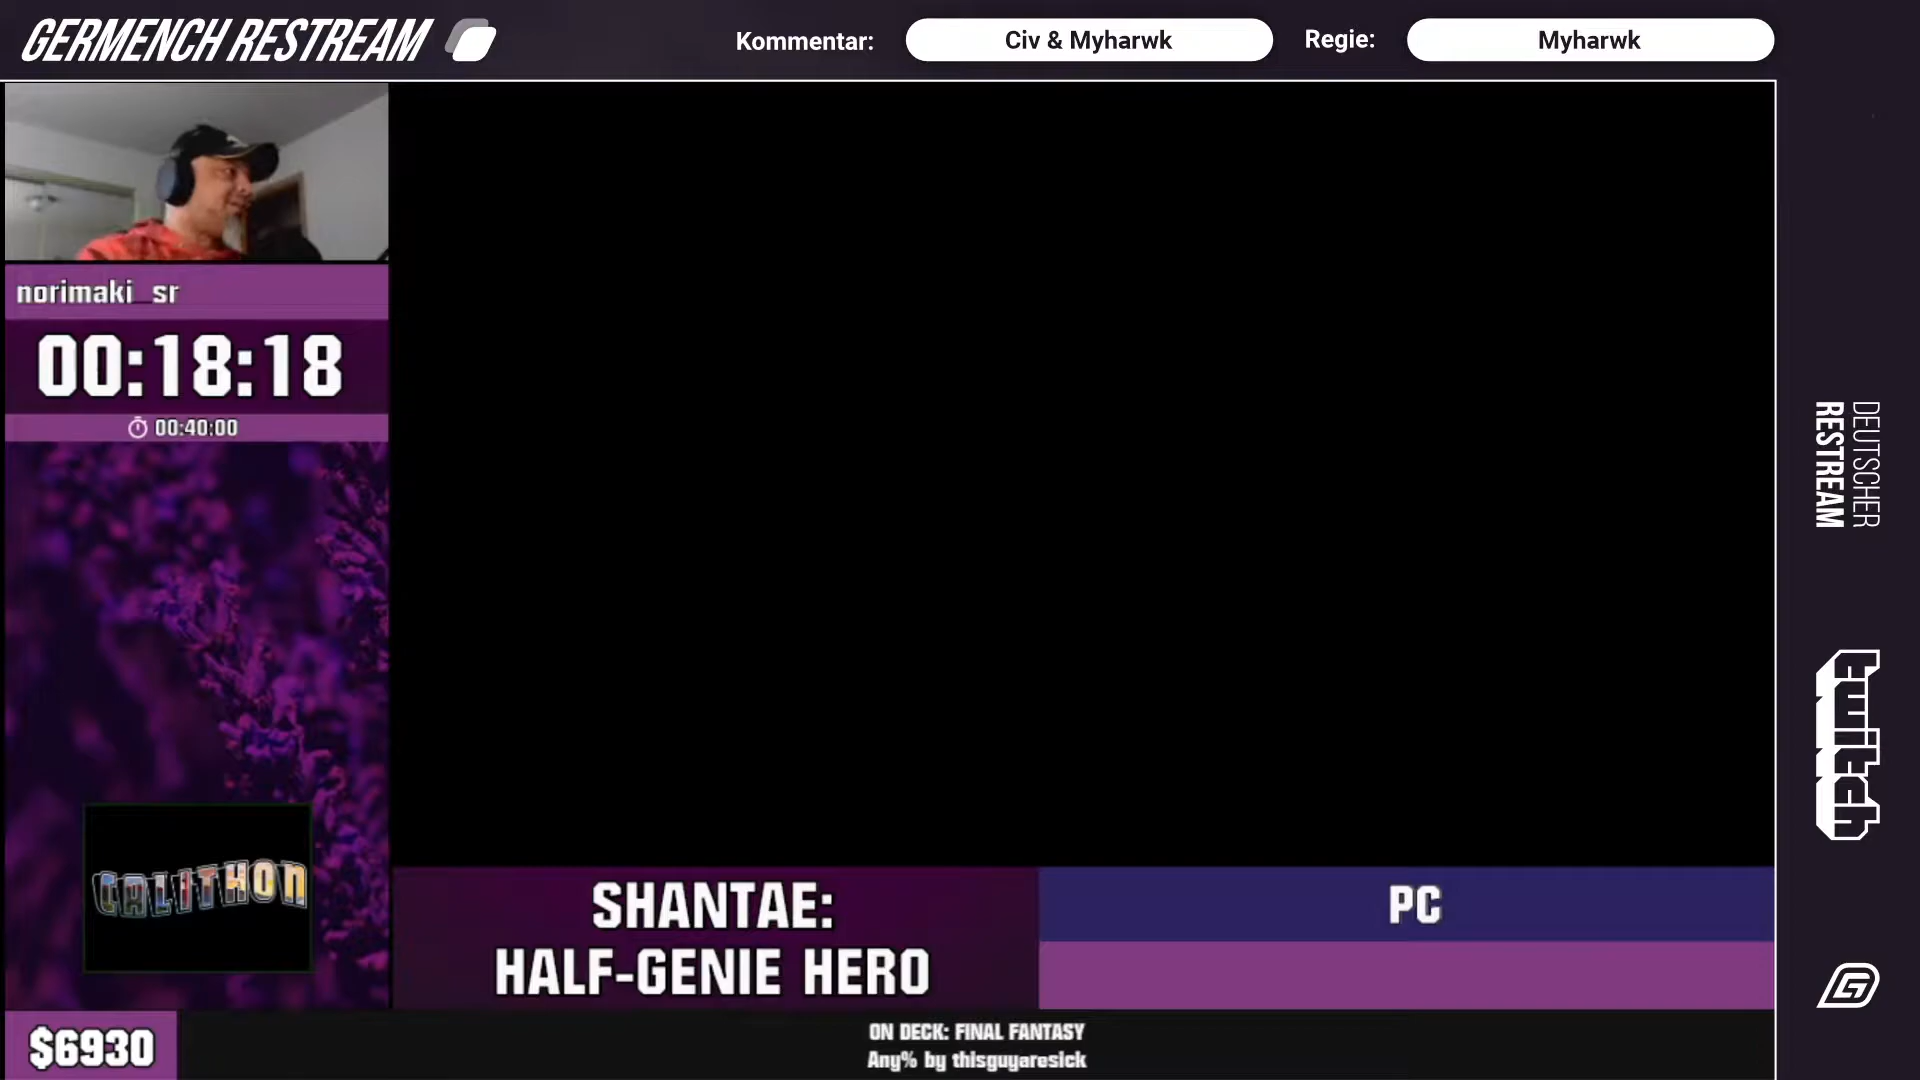 GERMENCH RESTREAM
Kommentar:
Civ & Myharwk
Regie:
Myharwk
norimaki_sr
00:18:18
00:40:00
CALITHON
SHANTAE:
HALF-GENIE HERO
PC
$6930
ON DECK: FINAL FANTASY
Any% by thisguyaresick
DEUTSCHER
RESTREAM
twitch